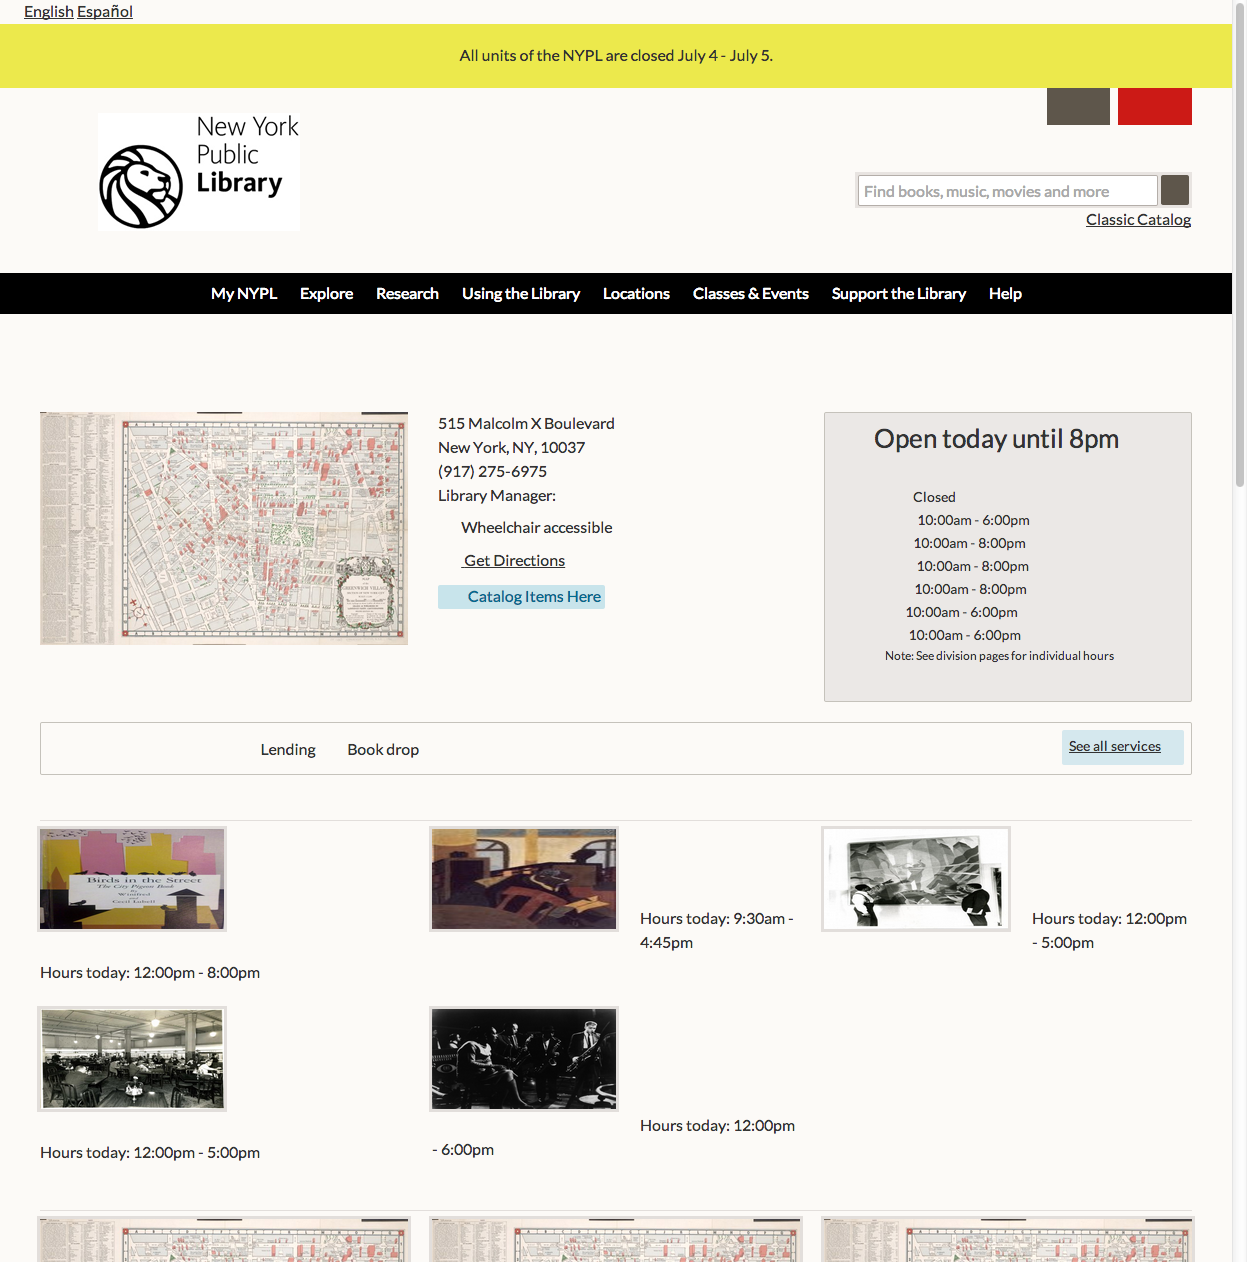 English Español
All units of the NYPL are closed July 4 - July 5.
New York
Public
Library
Find books, music, movies and more
Classic Catalog
My NYPL Explore Research Using the Library Locations Classes & Events Support the Library Help
515 Malcolm X Boulevard
New York, NY, 10037
(917) 275-6975
Library Manager:
Wheelchair accessible
Get Directions
Catalog Items Here
Open today until 8pm
Closed
10:00am - 6:00pm
10:00am - 8:00pm
10:00am - 8:00pm
10:00am - 8:00pm
10:00am - 6:00pm
10:00am - 6:00pm
Note: See division pages for individual hours
Lending Book drop
See all services
Birds in the Street
The City Pigeon Book
By
Winifred
and
Cecil Lubell
Hours today: 12:00pm - 8:00pm
Hours today: 9:30am -
4:45pm
Hours today: 12:00pm
- 5:00pm
Hours today: 12:00pm - 5:00pm
Hours today: 12:00pm
- 6:00pm